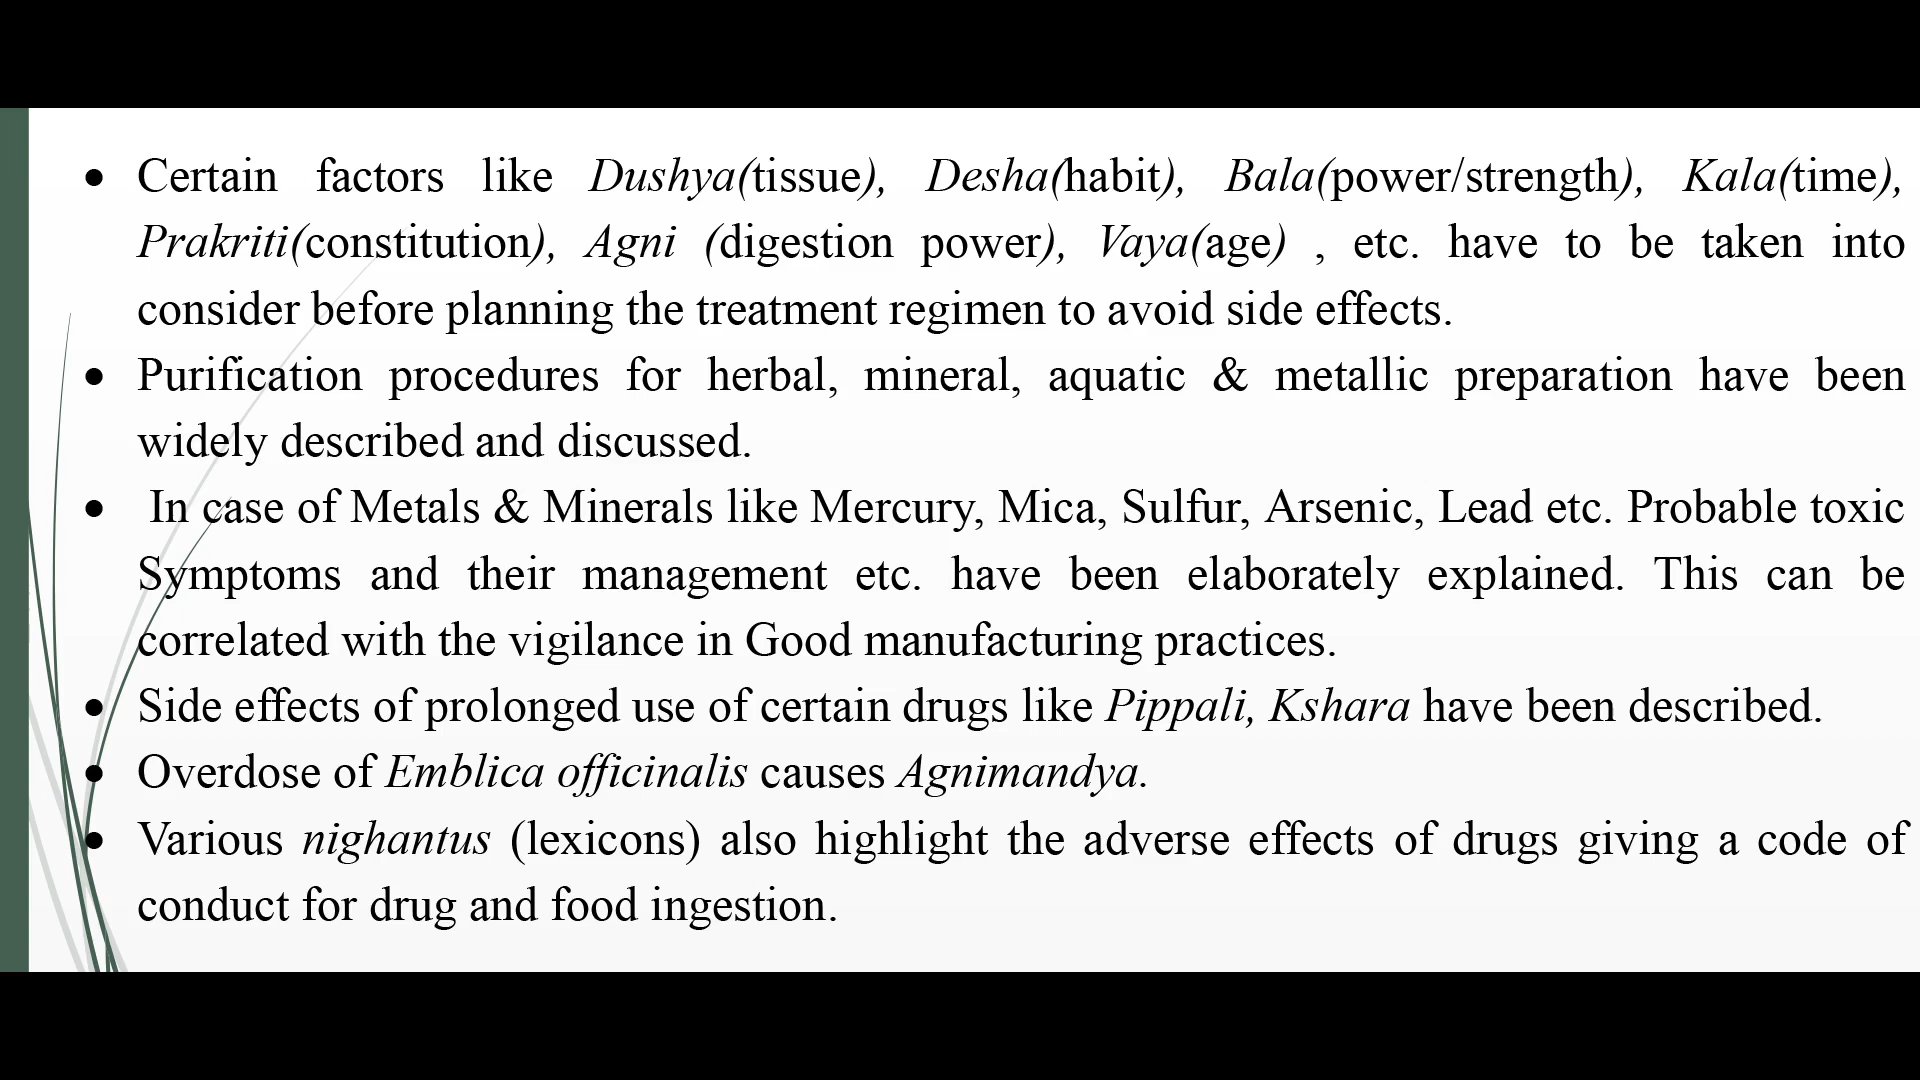 • Certain factors like Dushya(tissue), Desha(habit), Bala(power/strength), Kala(time),
Prakriti(constitution), Agni (digestion power), Vaya(age) , etc. have to be taken into
consider before planning the treatment regimen to avoid side effects.
• Purification procedures for herbal, mineral, aquatic & metallic preparation have been
widely described and discussed.
• In case of Metals & Minerals like Mercury, Mica, Sulfur, Arsenic, Lead etc. Probable toxic
Symptoms and their management etc. have been elaborately explained. This can be
correlated with the vigilance in Good manufacturing practices.
• Side effects of prolonged use of certain drugs like Pippali, Kshara have been described.
• Overdose of Emblica officinalis causes Agnimandya.
• Various nighantus (lexicons) also highlight the adverse effects of drugs giving a code of
conduct for drug and food ingestion.